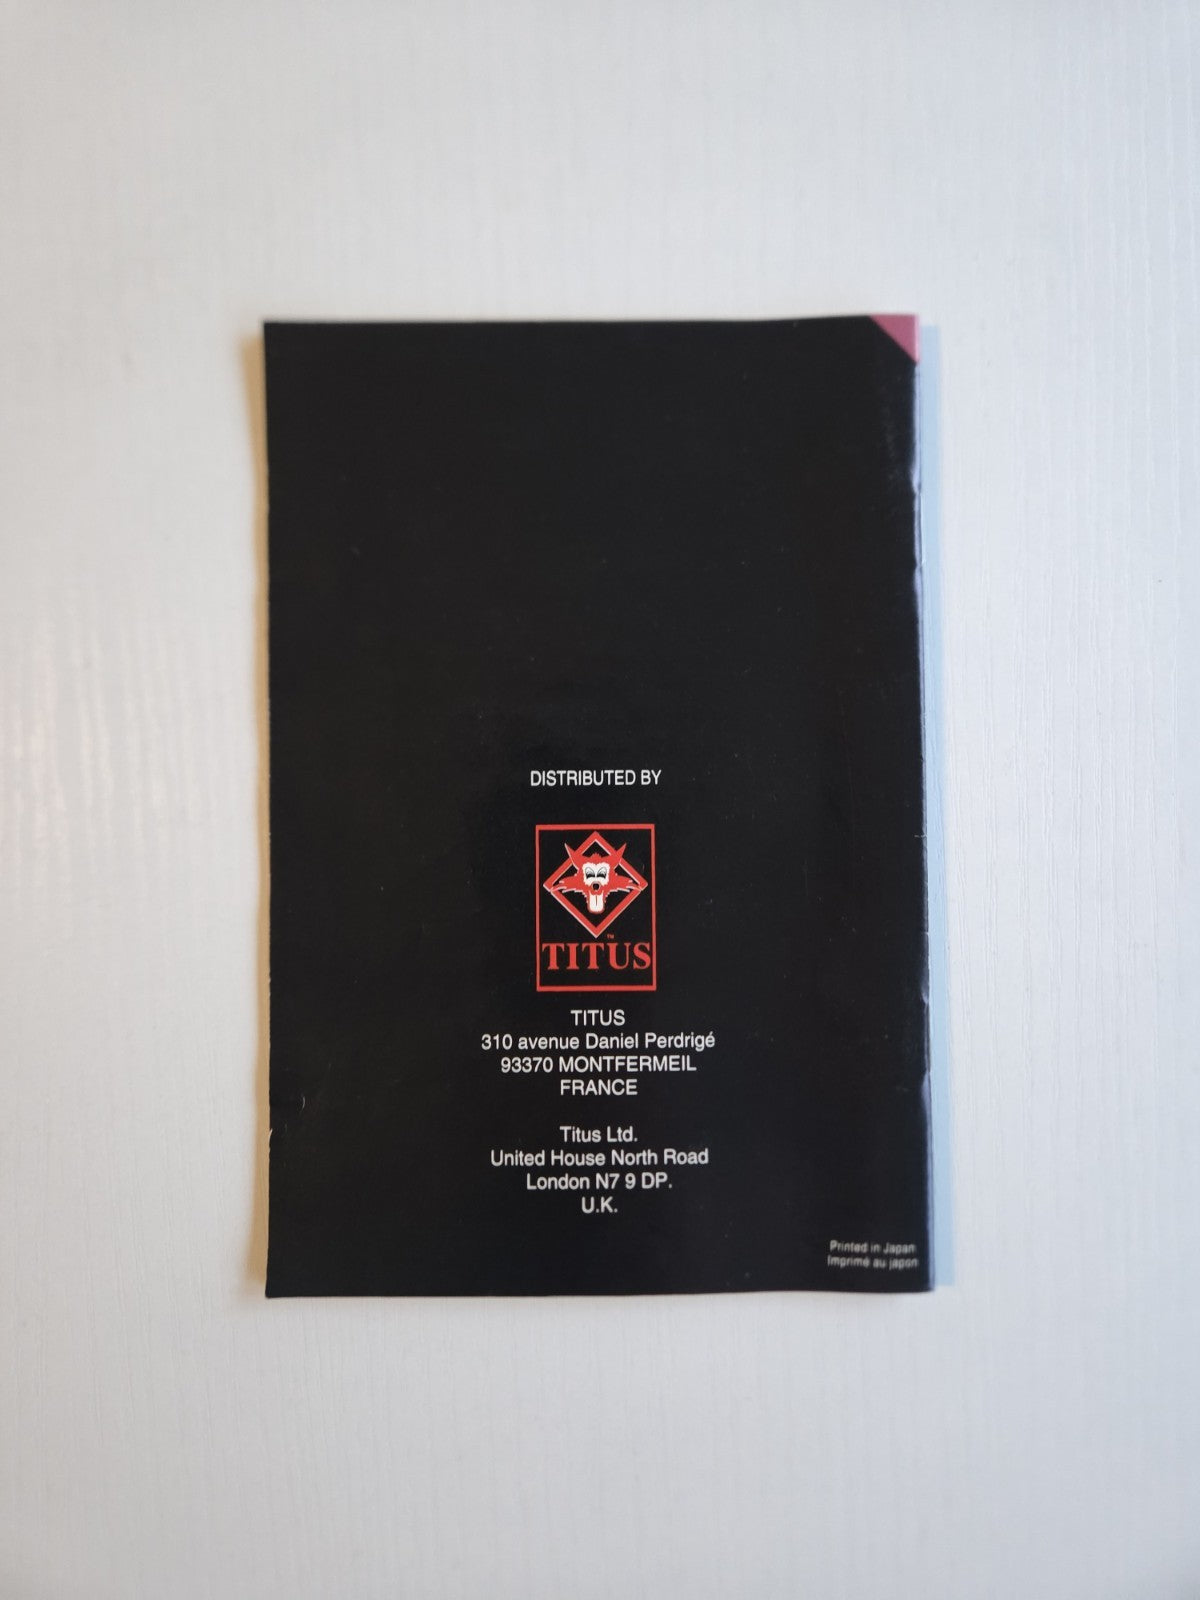 DISTRIBUTED BY
TITUS
™
TITUS
310 avenue Daniel Perdrigé
93370 MONTFERMEIL
FRANCE
Titus Ltd.
United House North Road
London N7 9 DP.
U.K.
Printed in Japan
Imprimé au japon